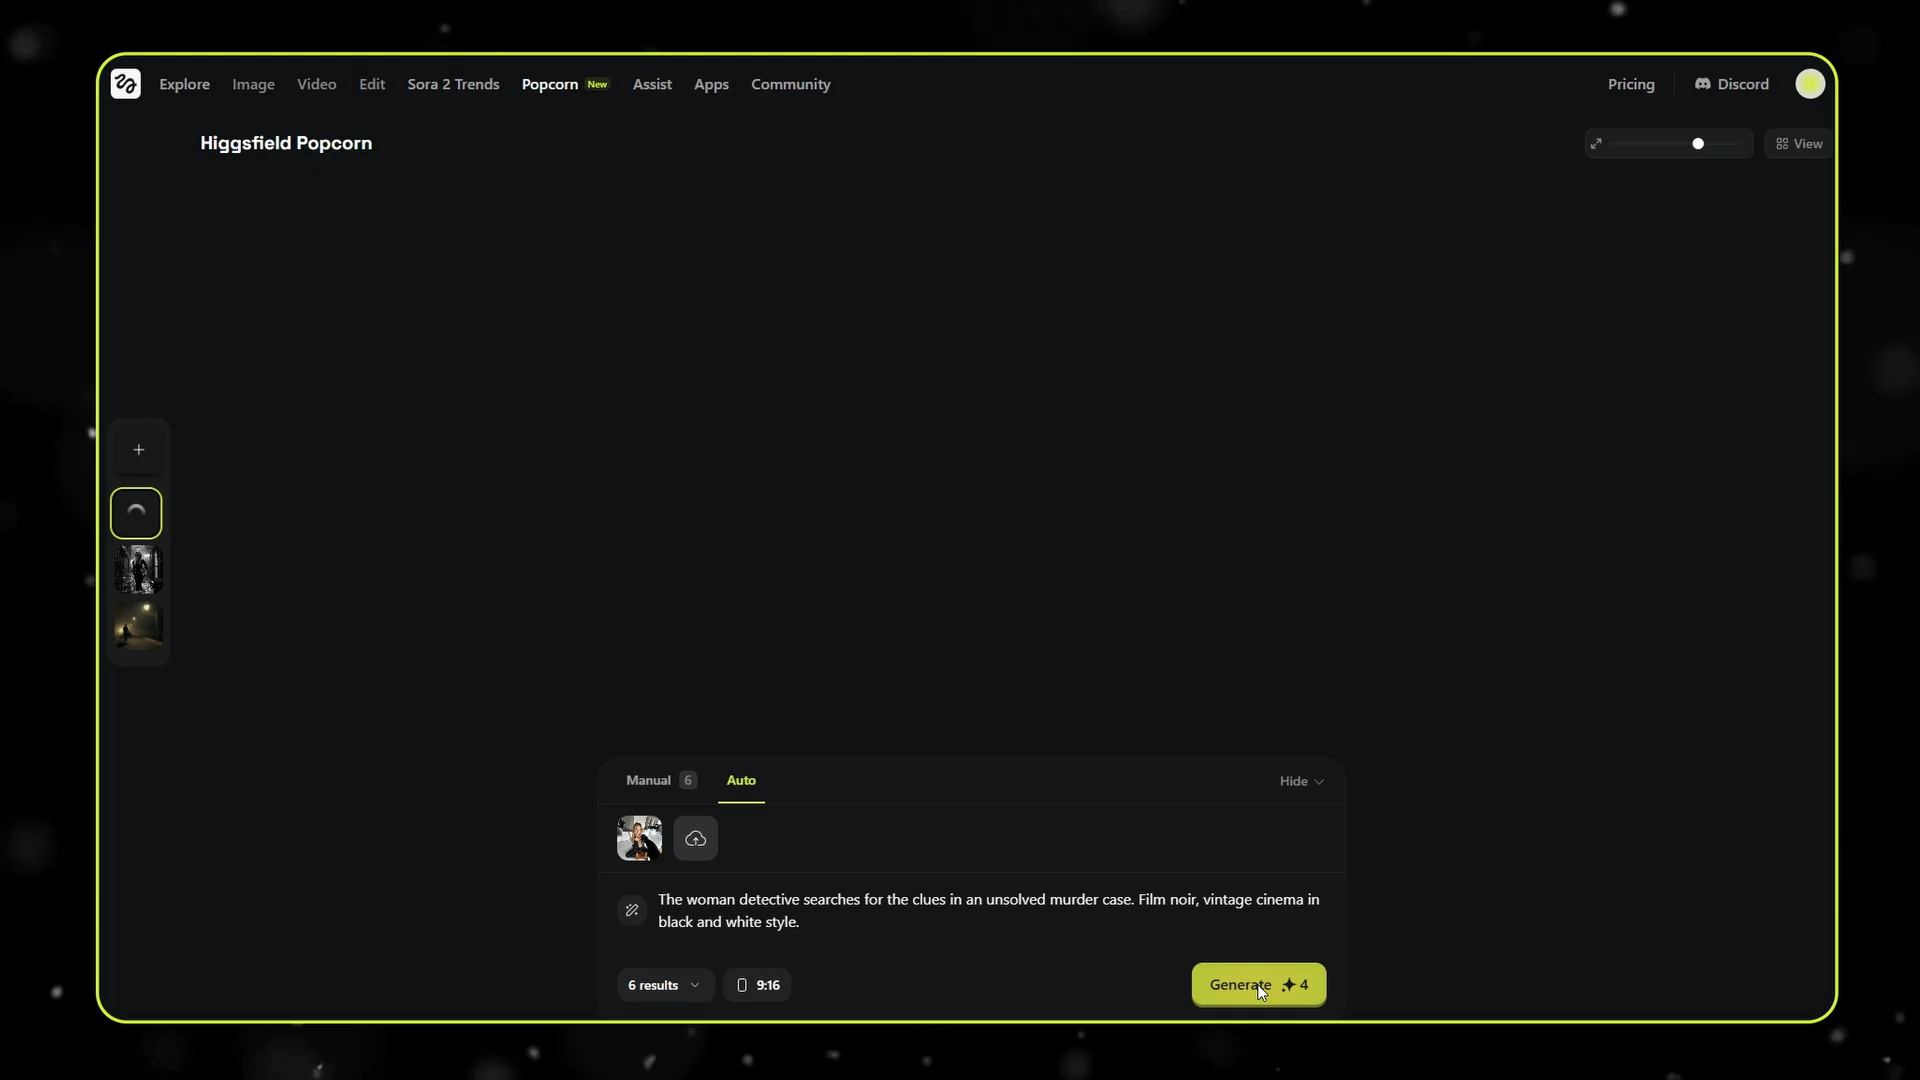 Explore Image Video Edit Sora 2 Trends Popcorn New Assist Apps Community Pricing Discord
Higgsfield Popcorn View
Manual 6 Auto Hide
The woman detective searches for the clues in an unsolved murder case. Film noir, vintage cinema in
black and white style.
6 results 9:16 Generate 4